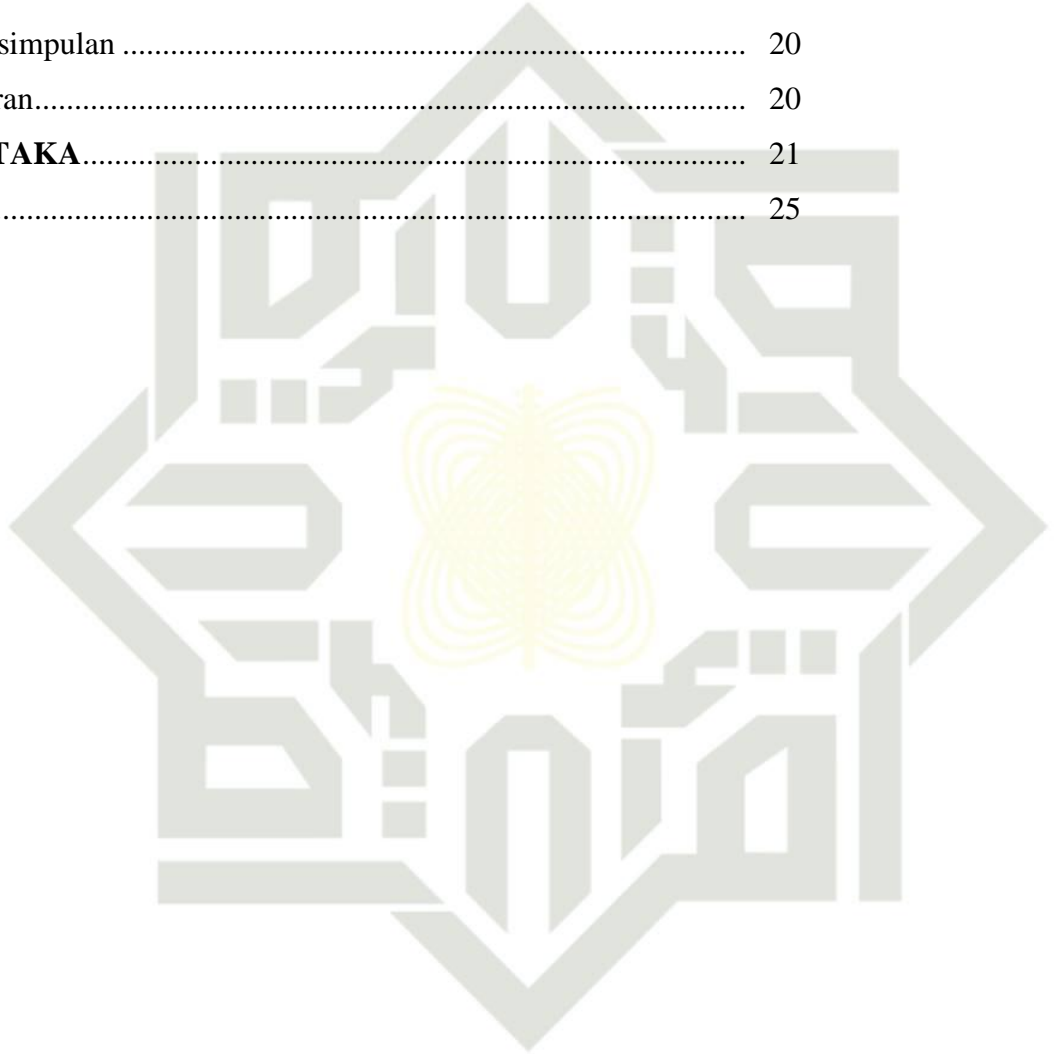 simpulan ........................................................................... 20
ran...................................................................................... 20
TAKA................................................................................ 21
.......................................................................................... 25